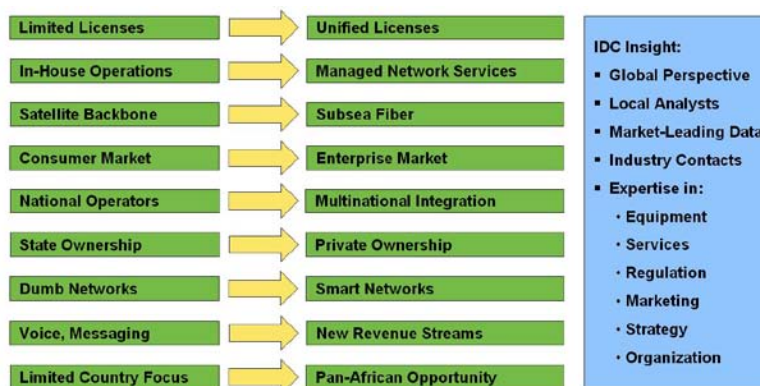 Limited Licenses
Unified Licenses
In-House Operations
Managed Network Services
Satellite Backbone
Subsea Fiber
Consumer Market
Enterprise Market
National Operators
Multinational Integration
State Ownership
Private Ownership
Dumb Networks
Smart Networks
Voice, Messaging
New Revenue Streams
Limited Country Focus
Pan-African Opportunity
IDC Insight:
▪ Global Perspective
▪ Local Analysts
▪ Market-Leading Data
▪ Industry Contacts
▪ Expertise in:
• Equipment
• Services
• Regulation
• Marketing
• Strategy
• Organization